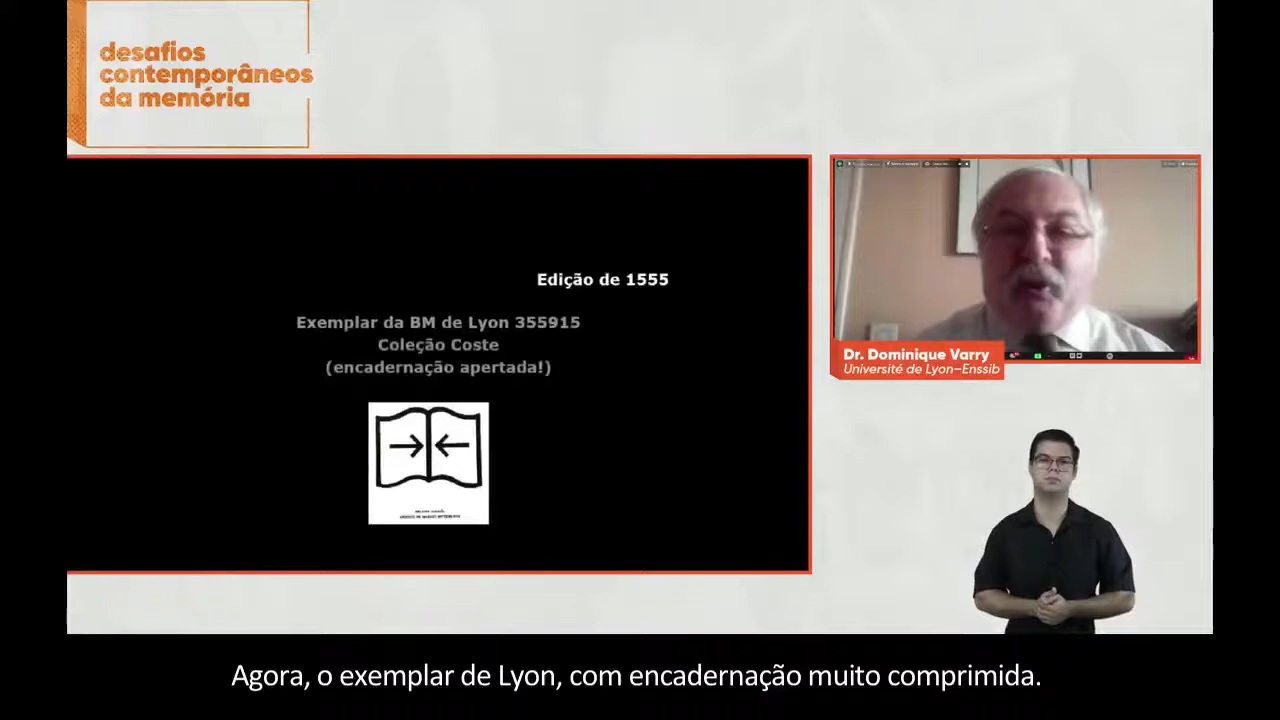 desafios
contemporâneos
da memória
Edição de 1555
Exemplar da BM de Lyon 355915
Coleção Coste
(encadernação apertada!)
Dr. Dominique Varry
Université de Lyon-Enssib
Agora, o exemplar de Lyon, com encadernação muito comprimida.